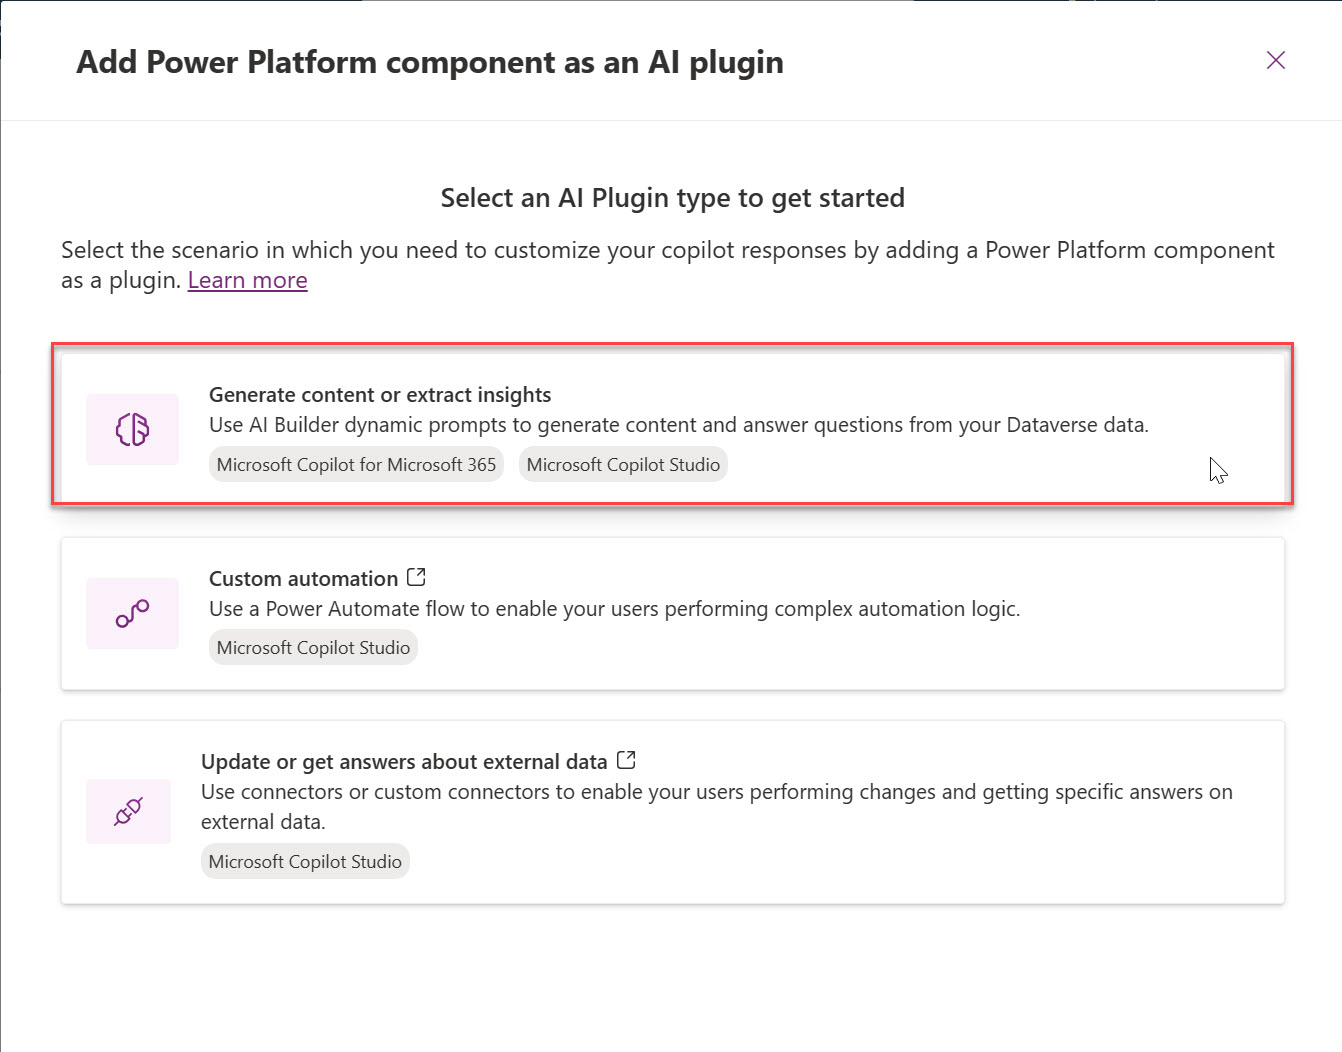 Add Power Platform component as an AI plugin
Select an AI Plugin type to get started
Select the scenario in which you need to customize your copilot responses by adding a Power Platform component
as a plugin. Learn more
Generate content or extract insights
Use AI Builder dynamic prompts to generate content and answer questions from your Dataverse data.
Microsoft Copilot for Microsoft 365 Microsoft Copilot Studio
Custom automation
Use a Power Automate flow to enable your users performing complex automation logic.
Microsoft Copilot Studio
Update or get answers about external data
Use connectors or custom connectors to enable your users performing changes and getting specific answers on
external data.
Microsoft Copilot Studio